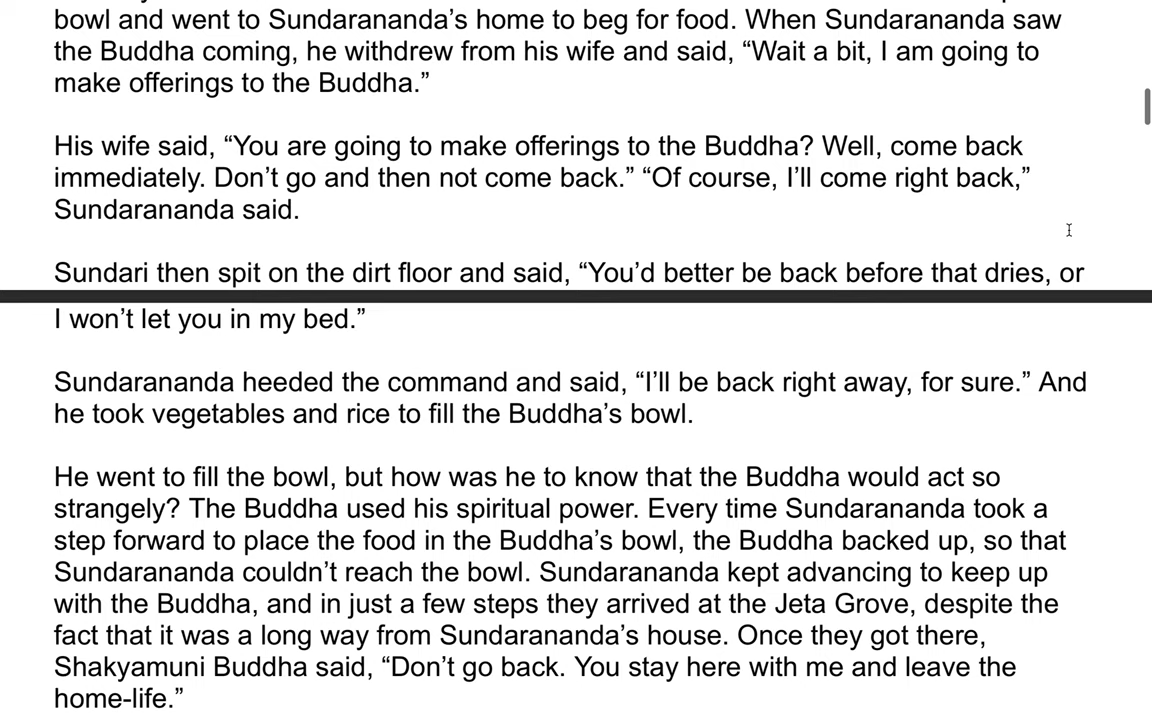 bowl and went to Sundarananda’s home to beg for food. When Sundarananda saw
the Buddha coming, he withdrew from his wife and said, “Wait a bit, I am going to
make offerings to the Buddha.”
His wife said, “You are going to make offerings to the Buddha? Well, come back
immediately. Don’t go and then not come back.” “Of course, I’ll come right back,”
Sundarananda said.
Sundari then spit on the dirt floor and said, “You’d better be back before that dries, or
I won’t let you in my bed.”
Sundarananda heeded the command and said, “I’ll be back right away, for sure.” And
he took vegetables and rice to fill the Buddha’s bowl.
He went to fill the bowl, but how was he to know that the Buddha would act so
strangely? The Buddha used his spiritual power. Every time Sundarananda took a
step forward to place the food in the Buddha’s bowl, the Buddha backed up, so that
Sundarananda couldn’t reach the bowl. Sundarananda kept advancing to keep up
with the Buddha, and in just a few steps they arrived at the Jeta Grove, despite the
fact that it was a long way from Sundarananda’s house. Once they got there,
Shakyamuni Buddha said, “Don’t go back. You stay here with me and leave the
home-life.”